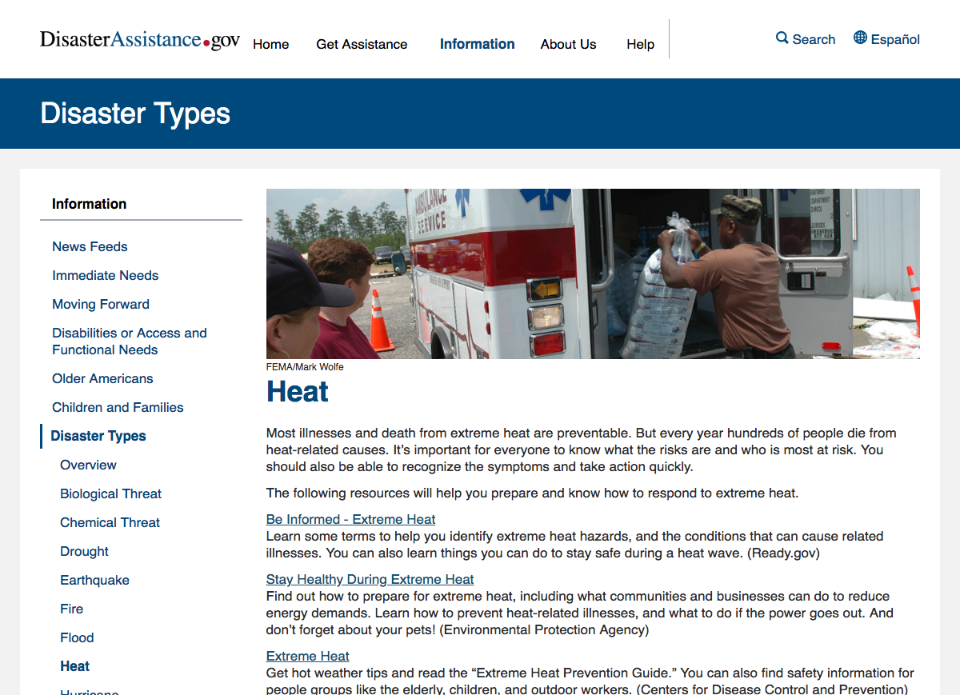 DisasterAssistance.gov
Home
Get Assistance
Information
About Us
Help
Search
Español
Disaster Types
Information
News Feeds
Immediate Needs
Moving Forward
Disabilities or Access and
Functional Needs
Older Americans
Children and Families
Disaster Types
Overview
Biological Threat
Chemical Threat
Drought
Earthquake
Fire
Flood
Heat
Hurricane
AMBULANCE
SERVICE
FEMA/Mark Wolfe
Heat
Most illnesses and death from extreme heat are preventable. But every year hundreds of people die from
heat-related causes. It’s important for everyone to know what the risks are and who is most at risk. You
should also be able to recognize the symptoms and take action quickly.
The following resources will help you prepare and know how to respond to extreme heat.
Be Informed - Extreme Heat
Learn some terms to help you identify extreme heat hazards, and the conditions that can cause related
illnesses. You can also learn things you can do to stay safe during a heat wave. (Ready.gov)
Stay Healthy During Extreme Heat
Find out how to prepare for extreme heat, including what communities and businesses can do to reduce
energy demands. Learn how to prevent heat-related illnesses, and what to do if the power goes out. And
don’t forget about your pets! (Environmental Protection Agency)
Extreme Heat
Get hot weather tips and read the “Extreme Heat Prevention Guide.” You can also find safety information for
people groups like the elderly, children, and outdoor workers. (Centers for Disease Control and Prevention)